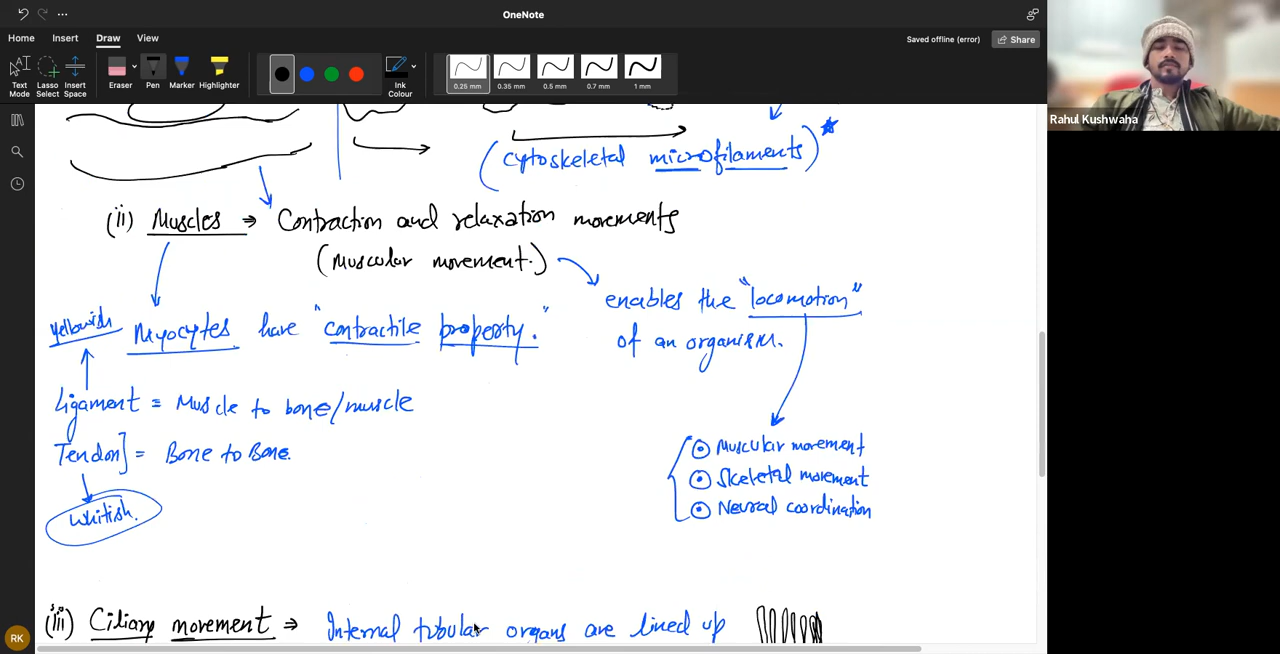 OneNote
Home Insert Draw View
Saved offline (error) Share
Text Mode
Lasso Select
Insert Space
Eraser
Pen
Marker
Highlighter
Ink Colour
0.25 mm 0.35 mm 0.5 mm 0.7 mm 1 mm
Rahul Kushwaha
(cytoskeletal microfilaments)
(ii) Muscles ⇒ Contraction and relaxation movements
(Muscular movement.)
enables the "locomotion"
of an organism.
yellowish
Myocytes have "contractile property."
Ligament = Muscle to bone/muscle
Tendon] = Bone to Bone.
Whitish.
Muscular movement
Skeletal movement
Neural coordination
(iii) Ciliary movement ⇒ Internal tubular organs are lined up
RK